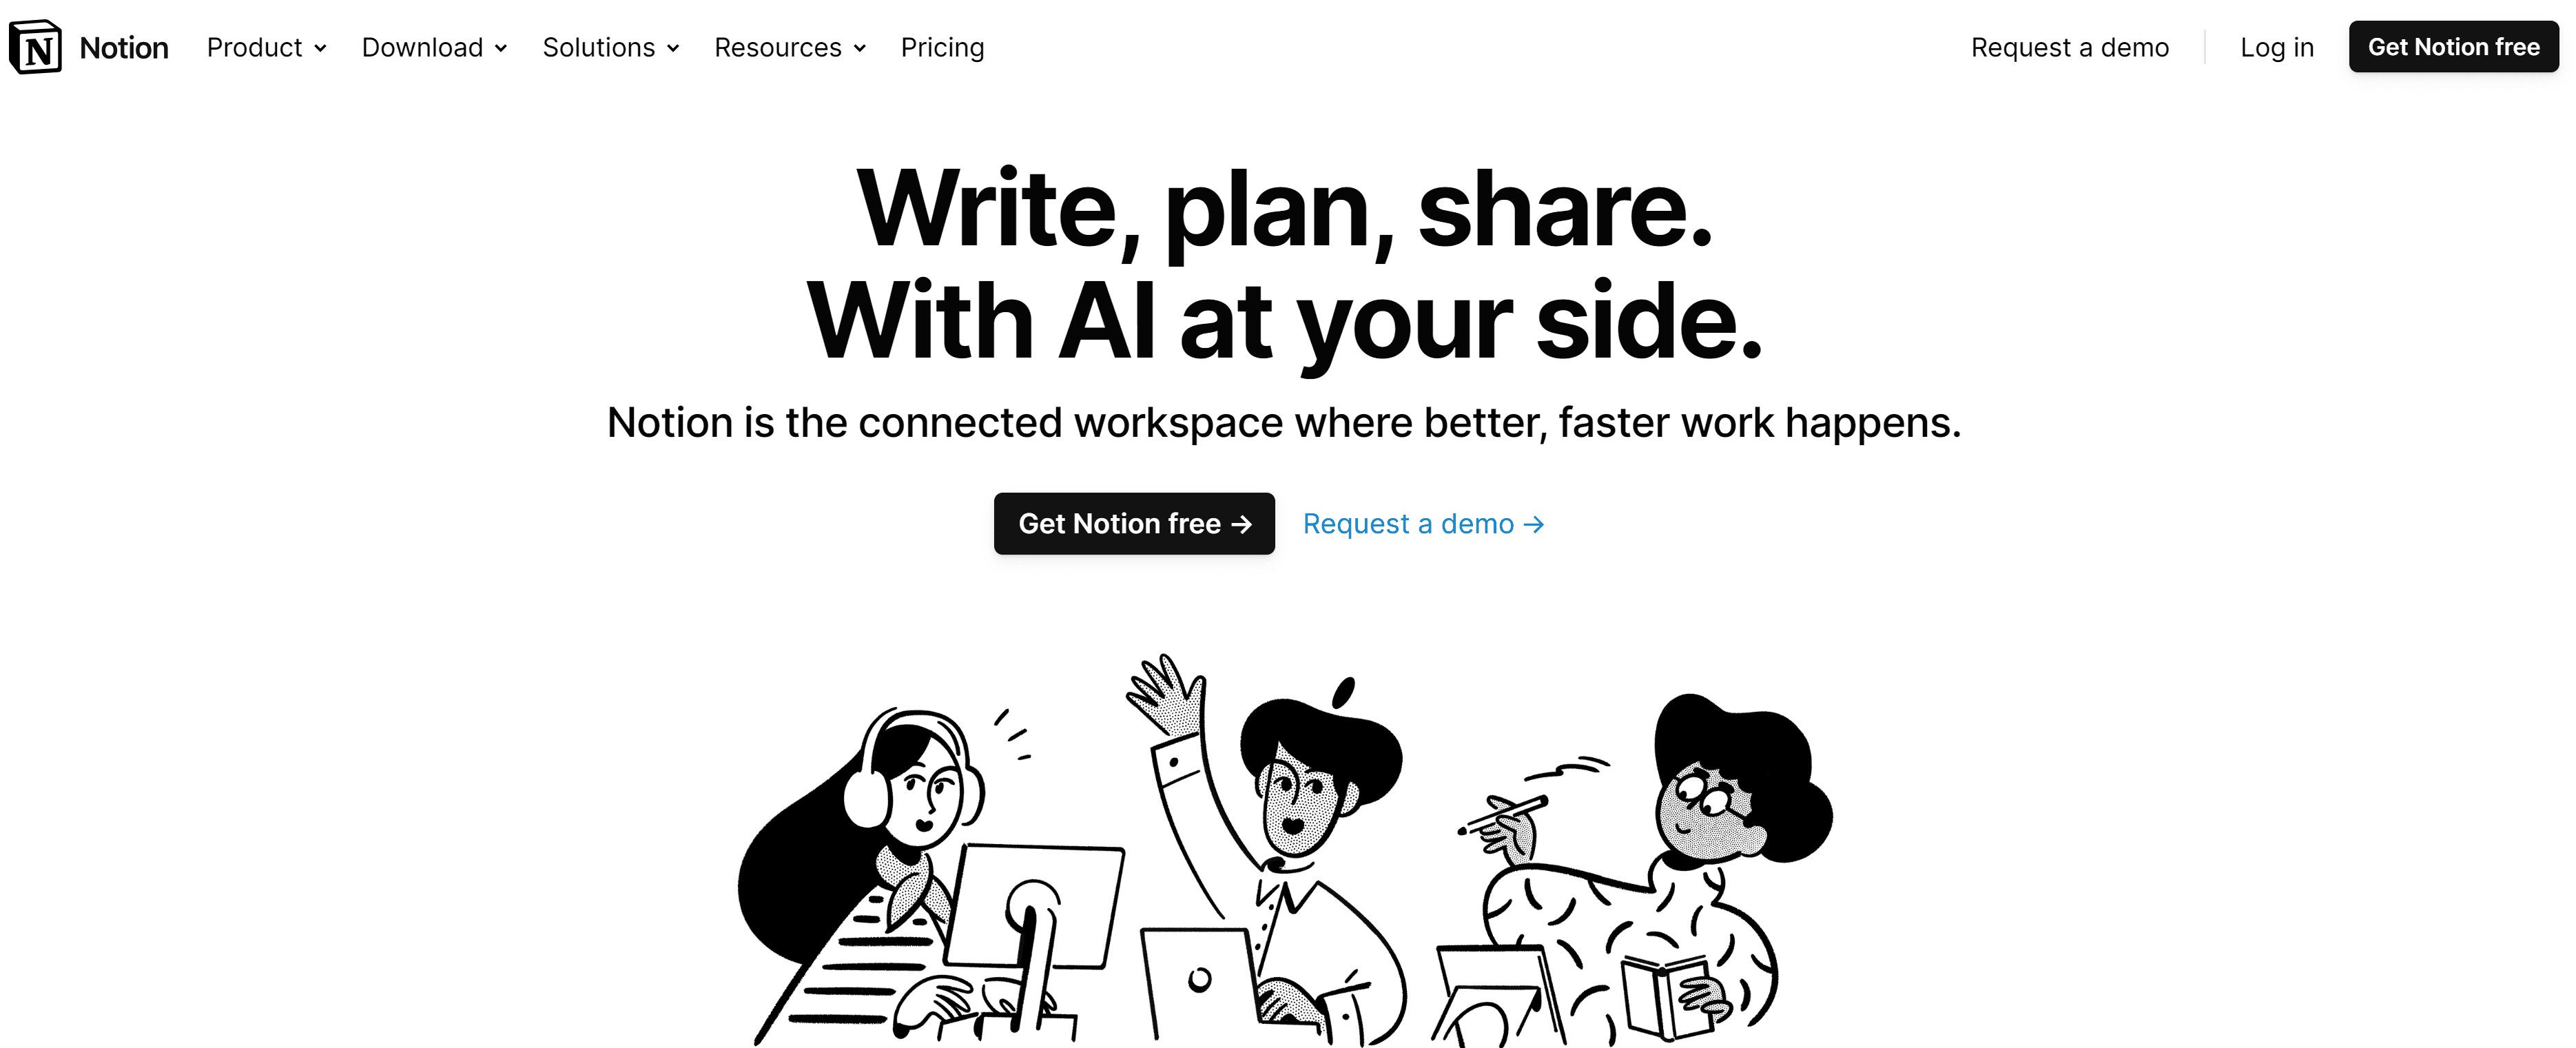 N Notion Product Download Solutions Resources Pricing Request a demo Log in Get Notion free
Write, plan, share.
With AI at your side.
Notion is the connected workspace where better, faster work happens.
Get Notion free → Request a demo →